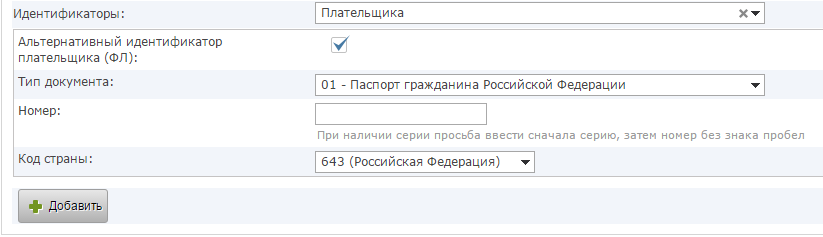 Идентификаторы: Плательщика
Альтернативный идентификатор
плательщика (ФЛ):
Тип документа: 01 - Паспорт гражданина Российской Федерации
Номер:
При наличии серии просьба ввести сначала серию, затем номер без знака пробел
Код страны: 643 (Российская Федерация)
Добавить